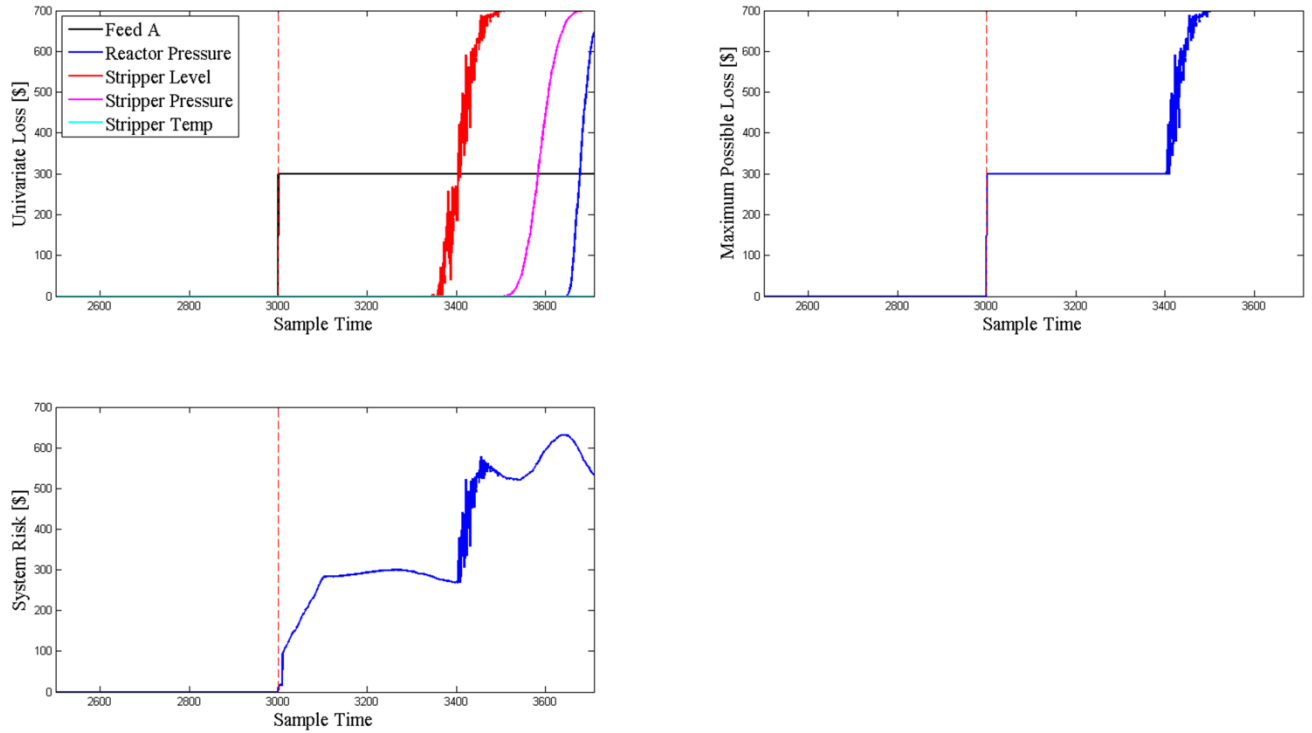 700
600
500
400
300
200
100
0
Univariate Loss [$]
Feed A
Reactor Pressure
Stripper Level
Stripper Pressure
Stripper Temp
2600 2800 3000 3200 3400 3600
Sample Time
700
600
500
400
300
200
100
0
Maximum Possible Loss [$]
2600 2800 3000 3200 3400 3600
Sample Time
700
600
500
400
300
200
100
0
System Risk [$]
2600 2800 3000 3200 3400 3600
Sample Time